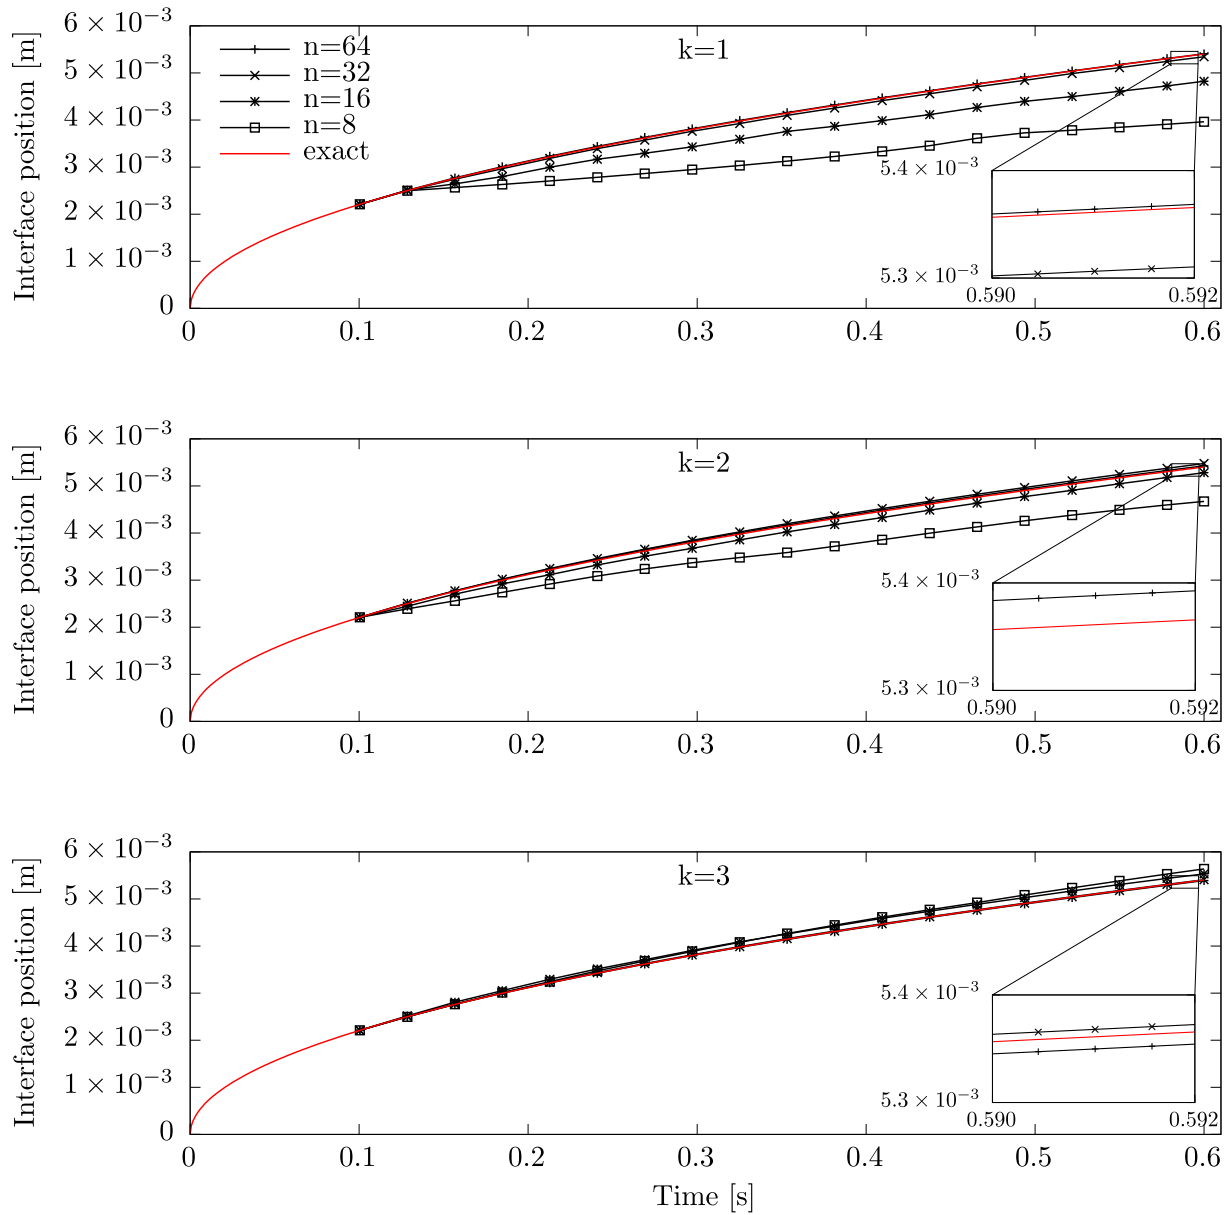 6 × 10⁻³
5 × 10⁻³
4 × 10⁻³
3 × 10⁻³
2 × 10⁻³
1 × 10⁻³
0
Interface position [m]
n=64
n=32
n=16
n=8
exact
k=1
5.4 × 10⁻³
5.3 × 10⁻³
0.590 0.592
0 0.1 0.2 0.3 0.4 0.5 0.6
6 × 10⁻³
5 × 10⁻³
4 × 10⁻³
3 × 10⁻³
2 × 10⁻³
1 × 10⁻³
0
Interface position [m]
k=2
5.4 × 10⁻³
5.3 × 10⁻³
0.590 0.592
0 0.1 0.2 0.3 0.4 0.5 0.6
6 × 10⁻³
5 × 10⁻³
4 × 10⁻³
3 × 10⁻³
2 × 10⁻³
1 × 10⁻³
0
Interface position [m]
k=3
5.4 × 10⁻³
5.3 × 10⁻³
0.590 0.592
0 0.1 0.2 0.3 0.4 0.5 0.6
Time [s]